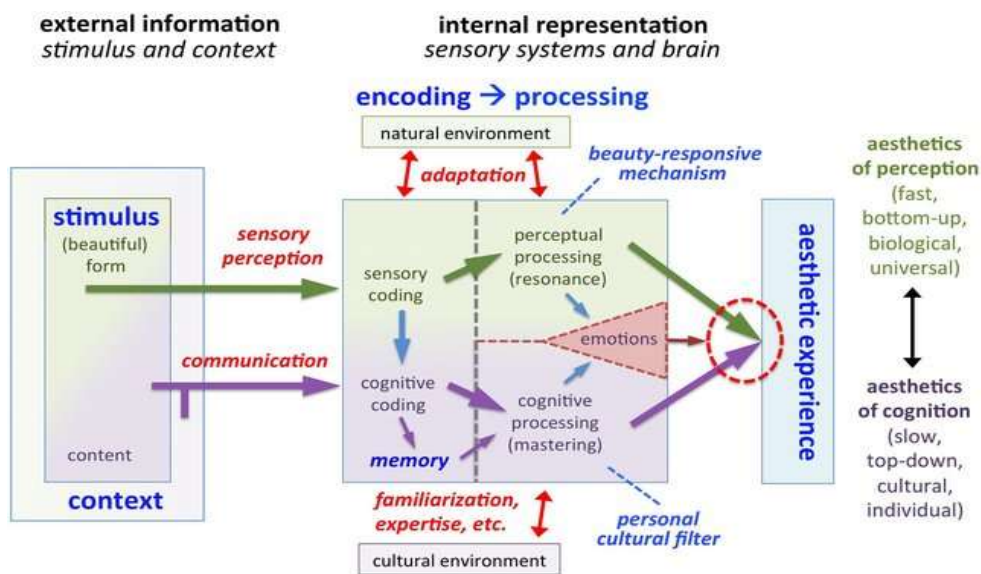 external information
stimulus and context
internal representation
sensory systems and brain
encoding → processing
natural environment
adaptation
beauty-responsive
mechanism
stimulus
(beautiful)
form
sensory
perception
communication
content
context
sensory
coding
cognitive
coding
memory
perceptual
processing
(resonance)
emotions
cognitive
processing
(mastering)
familiarization,
expertise, etc.
cultural environment
personal
cultural filter
aesthetic experience
aesthetics
of perception
(fast,
bottom-up,
biological,
universal)
aesthetics
of cognition
(slow,
top-down,
cultural,
individual)